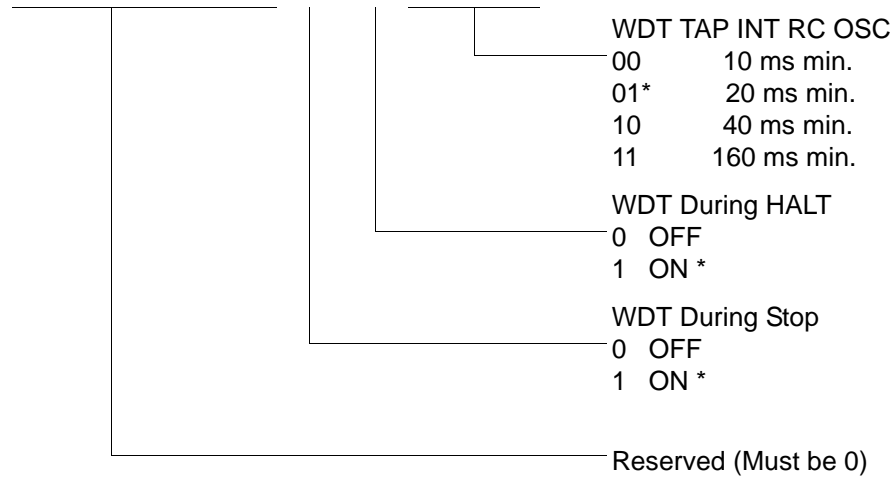 WDT TAP INT RC OSC
00 10 ms min.
01* 20 ms min.
10 40 ms min.
11 160 ms min.
WDT During HALT
0 OFF
1 ON *
WDT During Stop
0 OFF
1 ON *
Reserved (Must be 0)